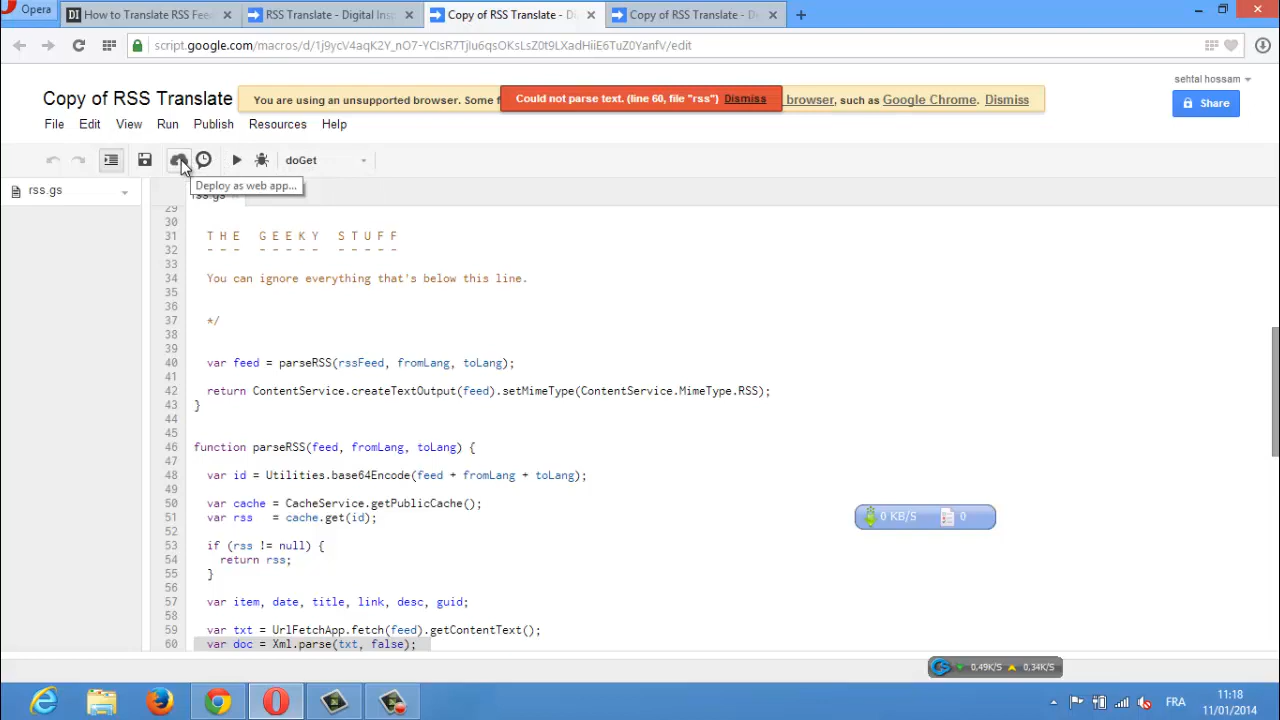 Opera
How to Translate RSS Fee
RSS Translate - Digital Insp
Copy of RSS Translate - D
Copy of RSS Translate - D
script.google.com/macros/d/1j9ycV4aqK2Y_nO7-YCIsR7TjIu6qsOLsLsZ0t9LXadHiiE6TuZ0YanfV/edit
sehtal hossam
Copy of RSS Translate
You are using an unsupported browser. Some f
Could not parse text. (line 60, file "rss") Dismiss
browser, such as Google Chrome. Dismiss
Share
File Edit View Run Publish Resources Help
doGet
Deploy as web app...
rss.gs
rss.gs
29
30
31 T H E G E E K Y S T U F F
32 - - - - - - - - - - - - -
33
34 You can ignore everything that's below this line.
35
36
37 */
38
39
40 var feed = parseRSS(rssFeed, fromLang, toLang);
41
42 return ContentService.createTextOutput(feed).setMimeType(ContentService.MimeType.RSS);
43 }
44
45
46 function parseRSS(feed, fromLang, toLang) {
47
48 var id = Utilities.base64Encode(feed + fromLang + toLang);
49
50 var cache = CacheService.getPublicCache();
51 var rss = cache.get(id);
52
53 if (rss != null) {
54 return rss;
55 }
56
57 var item, date, title, link, desc, guid;
58
59 var txt = UrlFetchApp.fetch(feed).getContentText();
60 var doc = Xml.parse(txt, false);
0 KB/S 0
0,49K/S 0,34K/S
FRA
11:18
11/01/2014